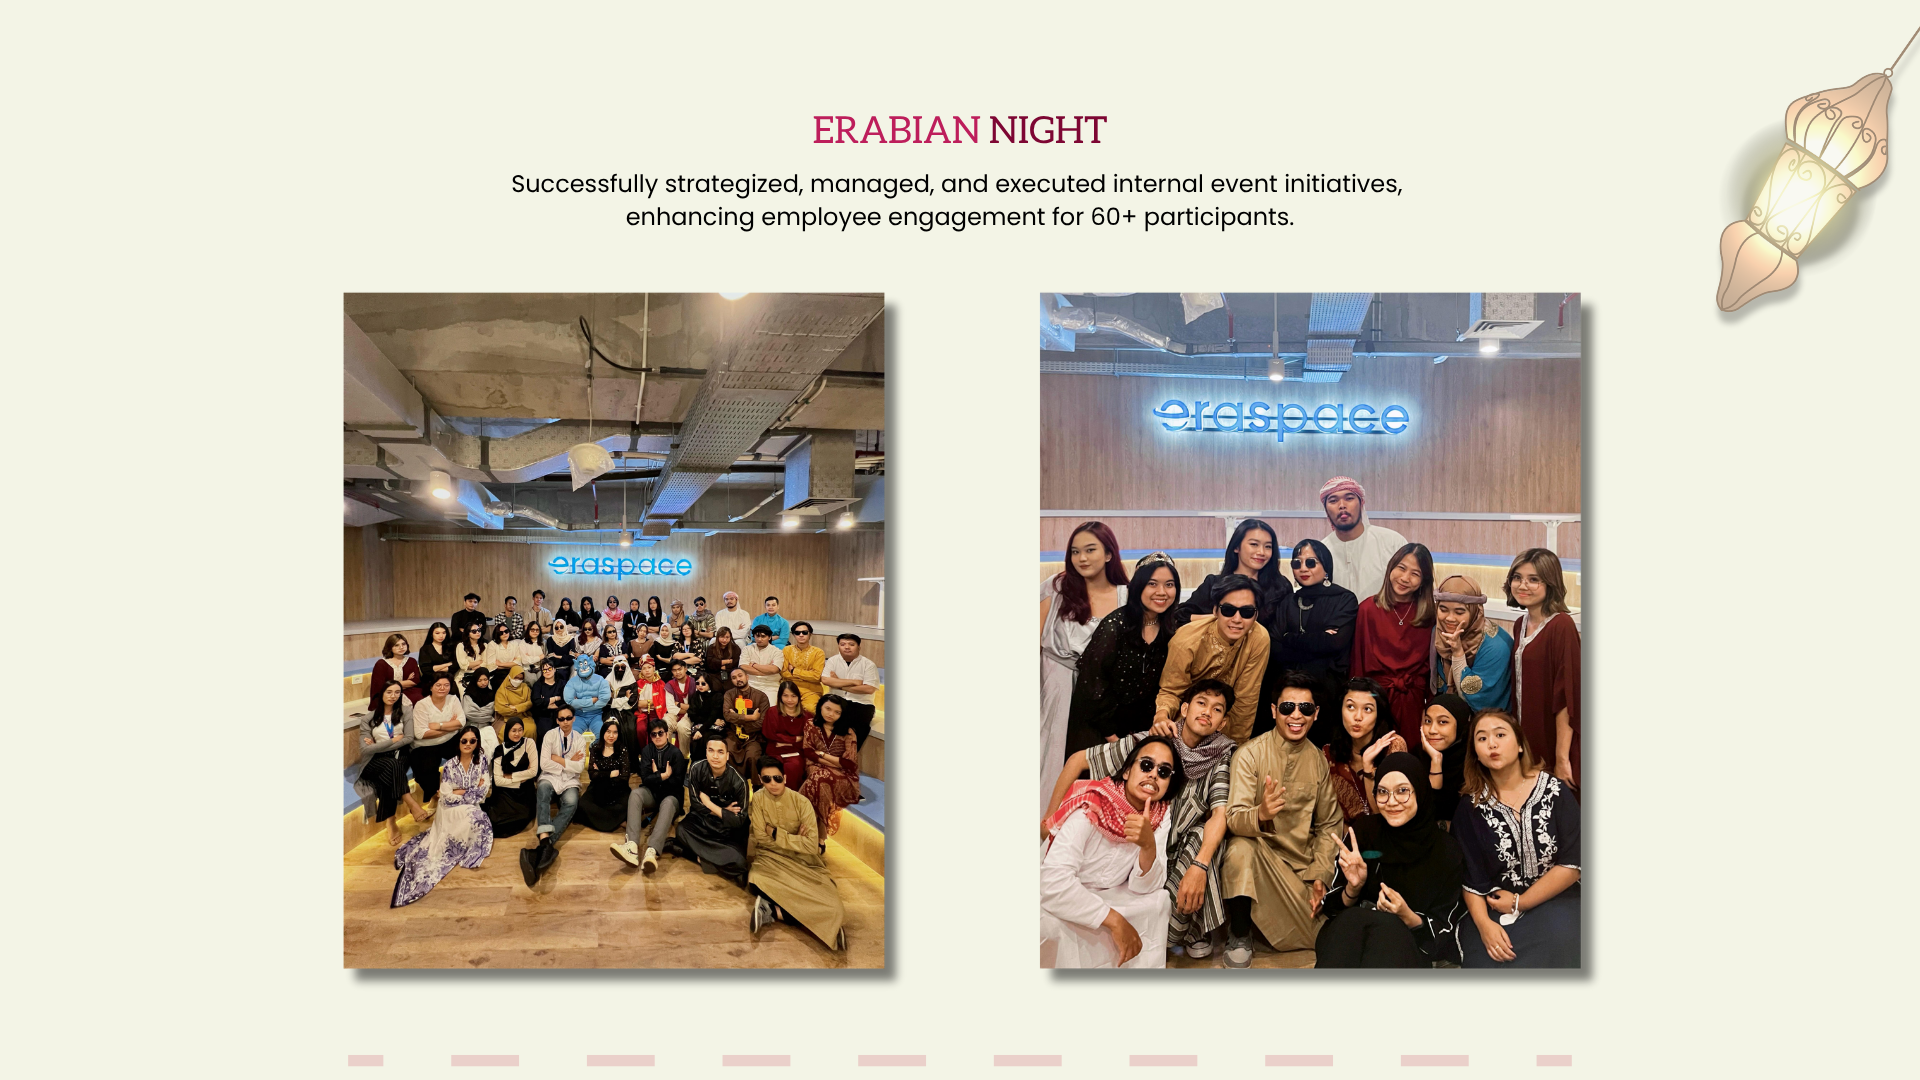 ERABIAN NIGHT
Successfully strategized, managed, and executed internal event initiatives,
enhancing employee engagement for 60+ participants.
eraspace
eraspace